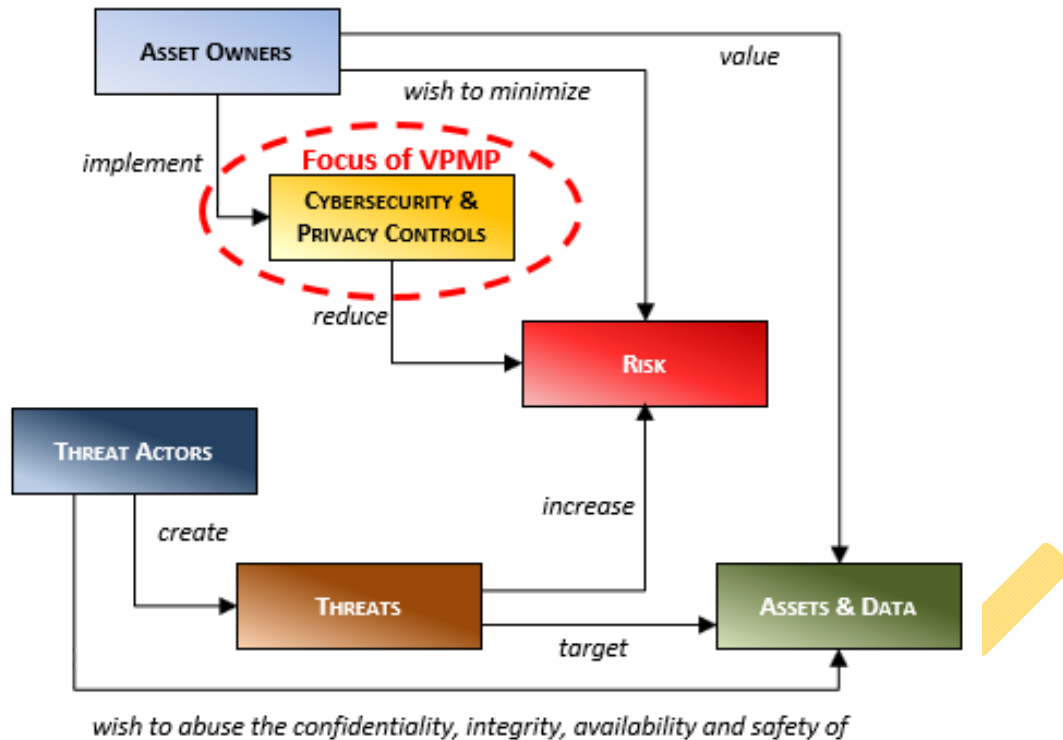 ASSET OWNERS
value
wish to minimize
implement
Focus of VPMP
CYBERSECURITY &
PRIVACY CONTROLS
reduce
RISK
THREAT ACTORS
increase
create
THREATS
ASSETS & DATA
target
wish to abuse the confidentiality, integrity, availability and safety of